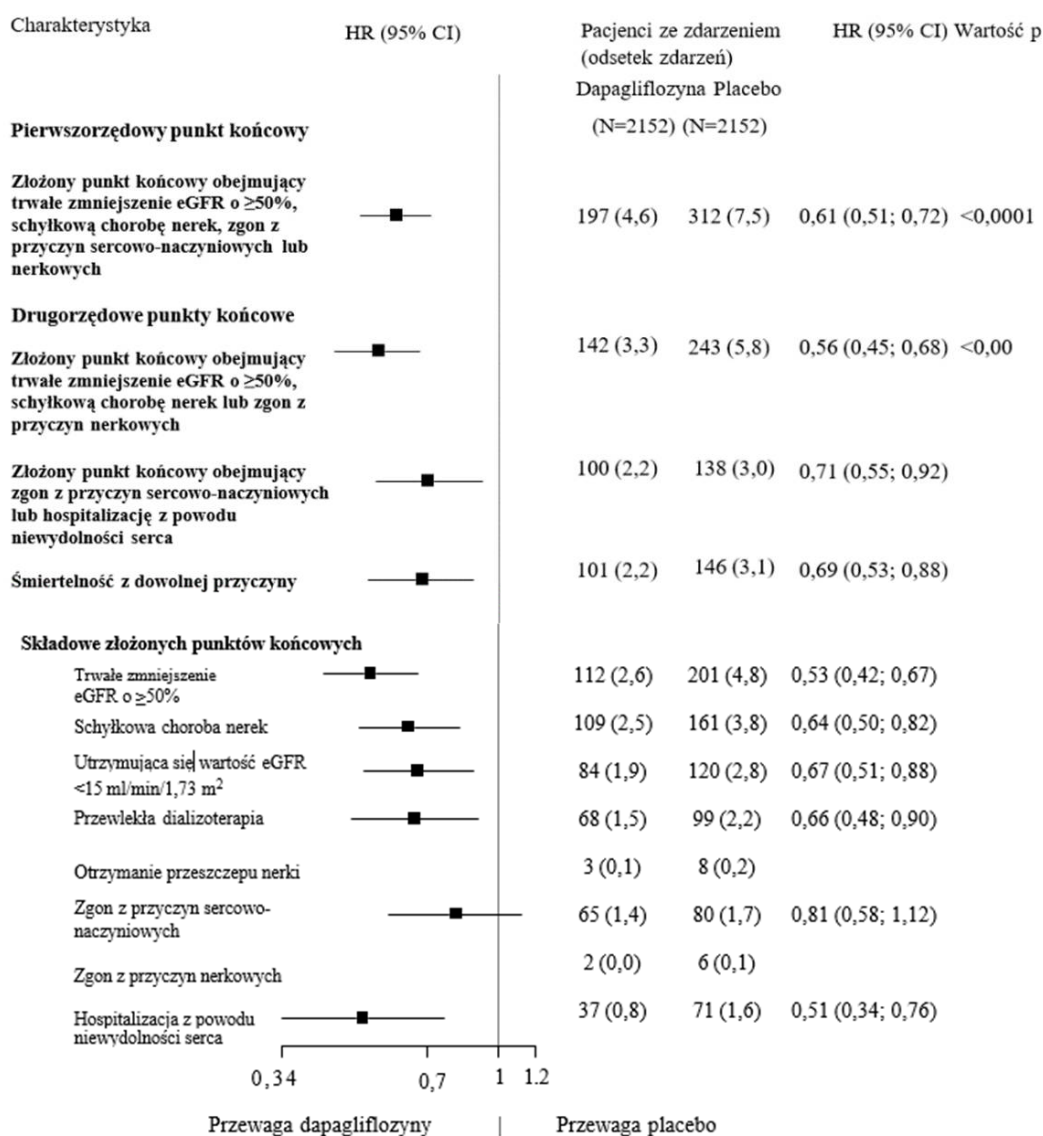 Charakterystyka HR (95% CI) Pacjenci ze zdarzeniem HR (95% CI) Wartość p
(odsetek zdarzeń)
Dapagliflozyna Placebo
Pierwszorzędowy punkt końcowy (N=2152) (N=2152)
Złożony punkt końcowy obejmujący
trwałe zmniejszenie eGFR o ≥50%,
schyłkową chorobę nerek, zgon z
przyczyn sercowo-naczyniowych lub
nerkowych
197 (4,6) 312 (7,5) 0,61 (0,51; 0,72) <0,0001
Drugorzędowe punkty końcowe
Złożony punkt końcowy obejmujący
trwałe zmniejszenie eGFR o ≥50%,
schyłkową chorobę nerek lub zgon z
przyczyn nerkowych
142 (3,3) 243 (5,8) 0,56 (0,45; 0,68) <0,00
Złożony punkt końcowy obejmujący
zgon z przyczyn sercowo-naczyniowych
lub hospitalizację z powodu
niewydolności serca
100 (2,2) 138 (3,0) 0,71 (0,55; 0,92)
Śmiertelność z dowolnej przyczyny 101 (2,2) 146 (3,1) 0,69 (0,53; 0,88)
Składowe złożonych punktów końcowych
Trwałe zmniejszenie
eGFR o ≥50%
112 (2,6) 201 (4,8) 0,53 (0,42; 0,67)
Schyłkowa choroba nerek 109 (2,5) 161 (3,8) 0,64 (0,50; 0,82)
Utrzymująca się wartość eGFR
<15 ml/min/1,73 m²
84 (1,9) 120 (2,8) 0,67 (0,51; 0,88)
Przewlekła dializoterapia 68 (1,5) 99 (2,2) 0,66 (0,48; 0,90)
Otrzymanie przeszczepu nerki 3 (0,1) 8 (0,2)
Zgon z przyczyn sercowo-
naczyniowych
65 (1,4) 80 (1,7) 0,81 (0,58; 1,12)
Zgon z przyczyn nerkowych 2 (0,0) 6 (0,1)
Hospitalizacja z powodu
niewydolności serca
37 (0,8) 71 (1,6) 0,51 (0,34; 0,76)
0,34 0,7 1 1.2
Przewaga dapagliflozyny Przewaga placebo